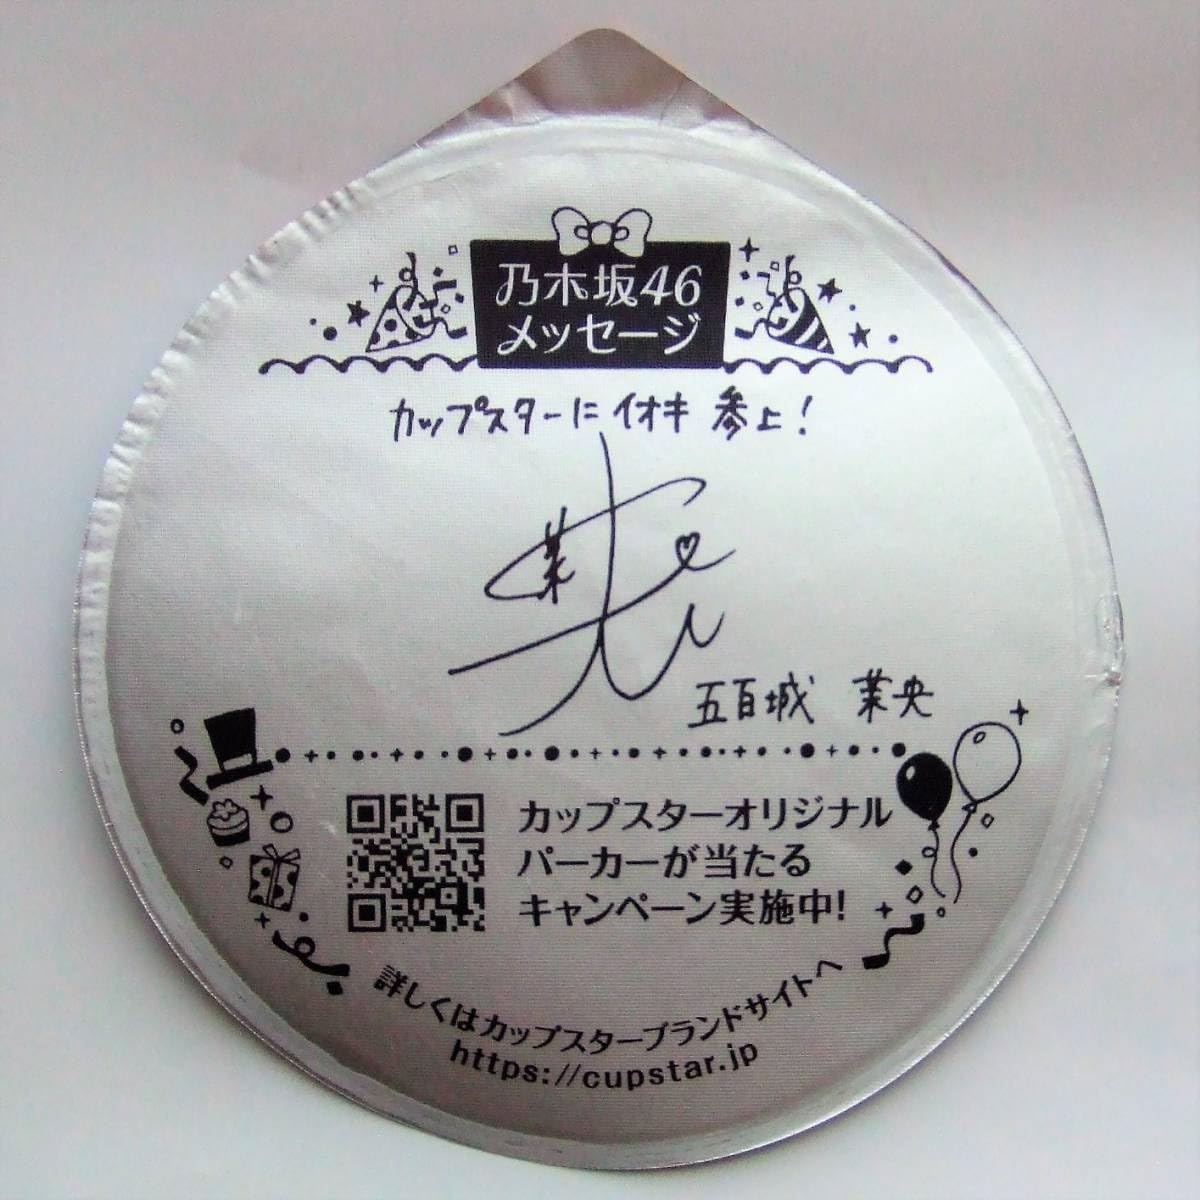 乃木坂46
メッセージ
カップスターに イオキ 参上!
五百城 茉央
カップスターオリジナル
パーカーが当たる
キャンペーン実施中!
詳しくはカップスターブランドサイトへ
https://cupstar.jp